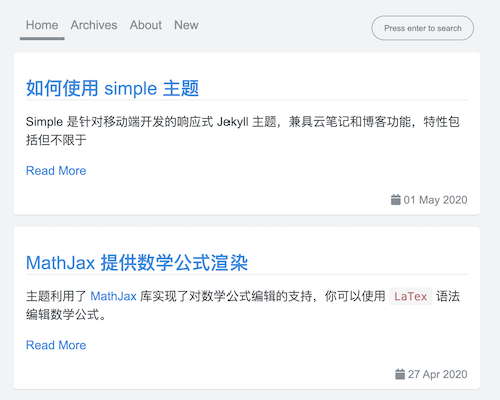 Home Archives About New Press enter to search
如何使用 simple 主题
Simple 是针对移动端开发的响应式 Jekyll 主题，兼具云笔记和博客功能，特性包
括但不限于
Read More
01 May 2020
MathJax 提供数学公式渲染
主题利用了 MathJax 库实现了对数学公式编辑的支持，你可以使用 LaTex 语法
编辑数学公式。
Read More
27 Apr 2020